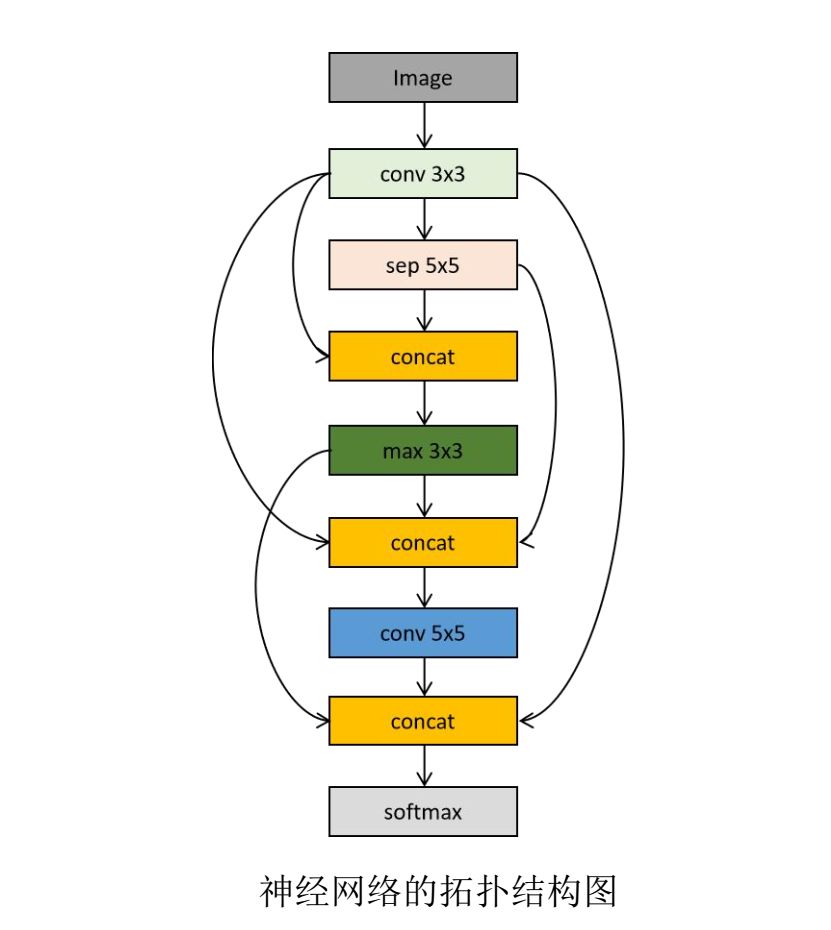 Image
conv 3x3
sep 5x5
concat
max 3x3
concat
conv 5x5
concat
softmax
神经网络的拓扑结构图